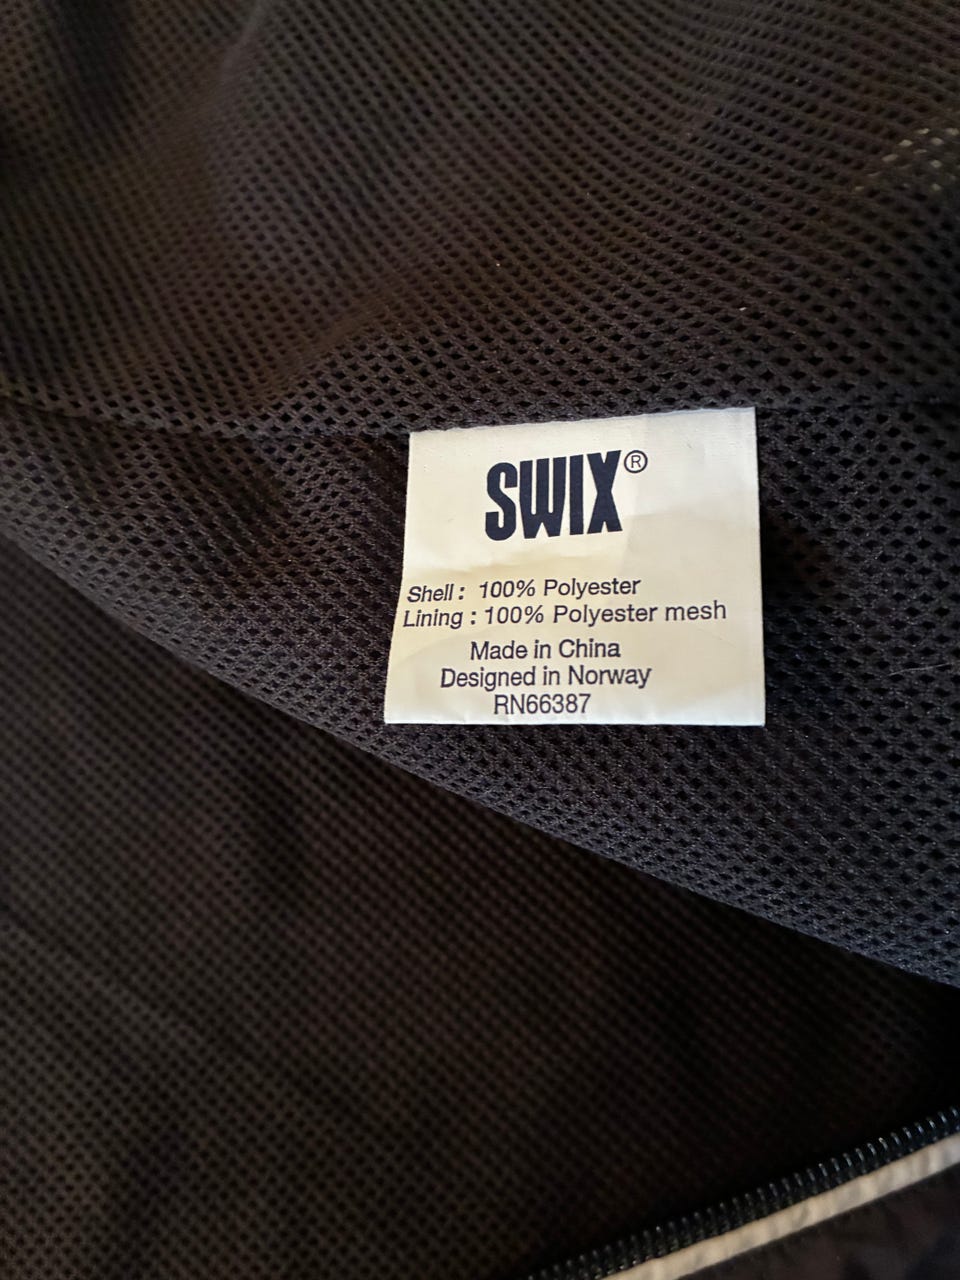 SWIX®
Shell : 100% Polyester
Lining : 100% Polyester mesh
Made in China
Designed in Norway
RN66387